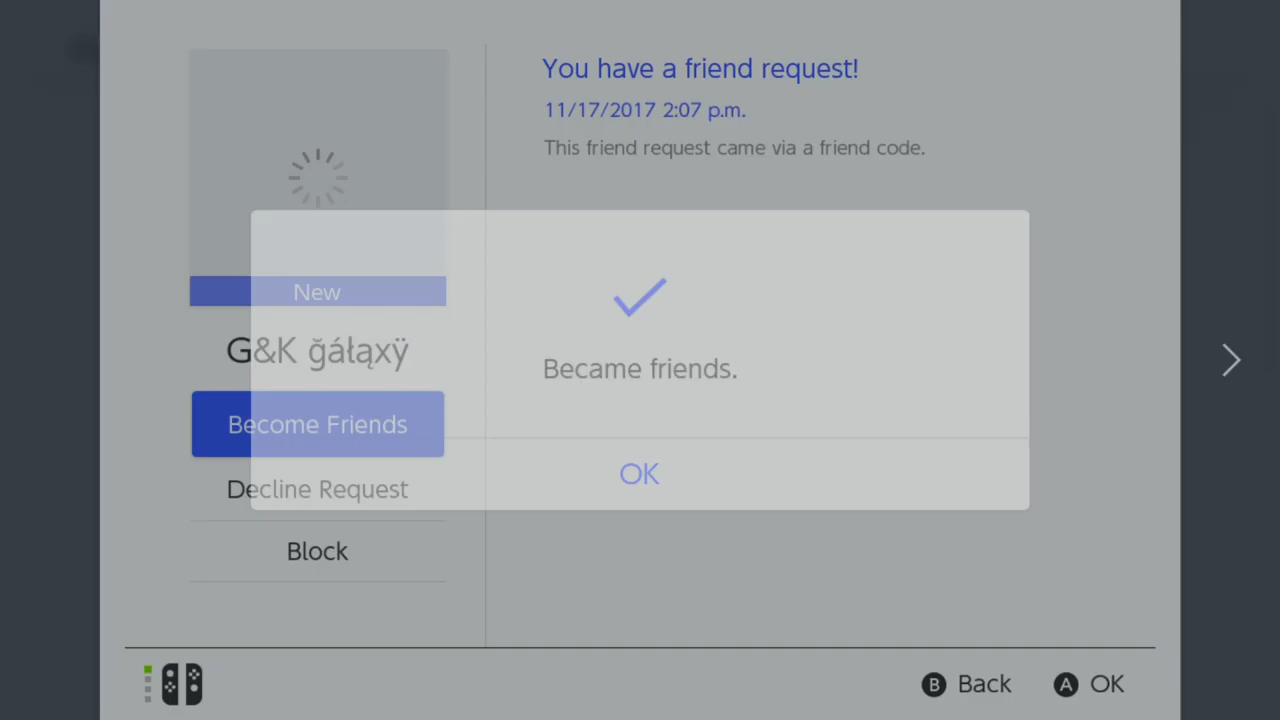 You have a friend request!
11/17/2017 2:07 p.m.
This friend request came via a friend code.
New
G&K ğáłąxÿ
Become Friends
Decline Request
Block
Became friends.
OK
B Back
A OK